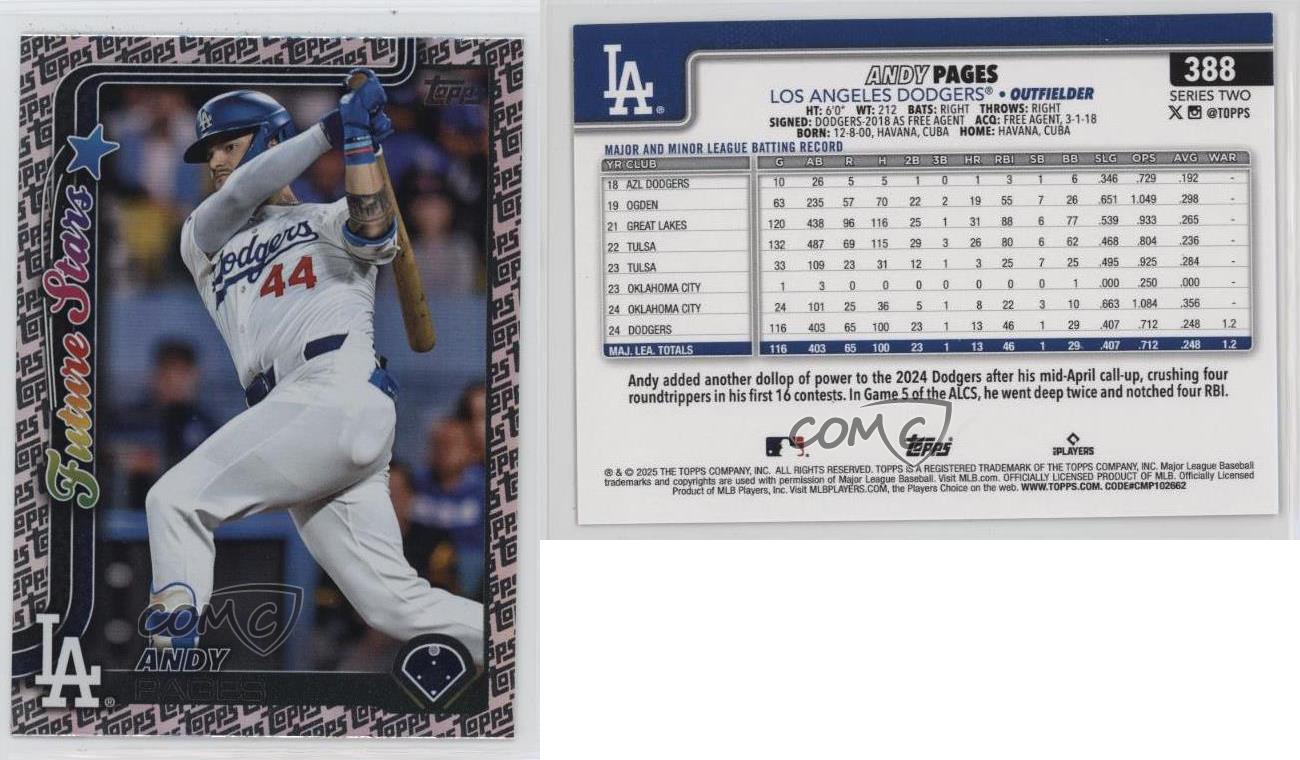 Topps
Future Stars
Dodgers
44
LA
COMC
ANDY
PAGES
LA
ANDY PAGES
LOS ANGELES DODGERS® • OUTFIELDER
HT: 6'0" WT: 212 BATS: RIGHT THROWS: RIGHT
SIGNED: DODGERS-2018 AS FREE AGENT ACQ: FREE AGENT, 3-1-18
BORN: 12-8-00, HAVANA, CUBA HOME: HAVANA, CUBA
388
SERIES TWO
X @TOPPS
MAJOR AND MINOR LEAGUE BATTING RECORD
YR CLUB G AB R H 2B 3B HR RBI SB BB SLG OPS AVG WAR
18 AZL DODGERS 10 26 5 5 1 0 1 3 1 6 .346 .729 .192 -
19 OGDEN 63 235 57 70 22 2 19 55 7 26 .651 1.049 .298 -
21 GREAT LAKES 120 438 96 116 25 1 31 88 6 77 .539 .933 .265 -
22 TULSA 132 487 69 115 29 3 26 80 6 62 .468 .804 .236 -
23 TULSA 33 109 23 31 12 1 3 25 7 25 .495 .925 .284 -
23 OKLAHOMA CITY 1 3 0 0 0 0 0 0 0 1 .000 .250 .000 -
24 OKLAHOMA CITY 24 101 25 36 5 1 8 22 3 10 .663 1.084 .356 -
24 DODGERS 116 403 65 100 23 1 13 46 1 29 .407 .712 .248 1.2
MAJ. LEA. TOTALS 116 403 65 100 23 1 13 46 1 29 .407 .712 .248 1.2
Andy added another dollop of power to the 2024 Dodgers after his mid-April call-up, crushing four
roundtrippers in his first 16 contests. In Game 5 of the ALCS, he went deep twice and notched four RBI.
COMC
Topps
PLAYERS
® & © 2025 THE TOPPS COMPANY, INC. ALL RIGHTS RESERVED. TOPPS IS A REGISTERED TRADEMARK OF THE TOPPS COMPANY, INC. Major League Baseball
trademarks and copyrights are used with permission of Major League Baseball. Visit MLB.com. OFFICIALLY LICENSED PRODUCT OF MLB. Officially Licensed
Product of MLB Players, Inc. Visit MLBPLAYERS.COM, the Players Choice on the web. WWW.TOPPS.COM. CODE#CMP102662